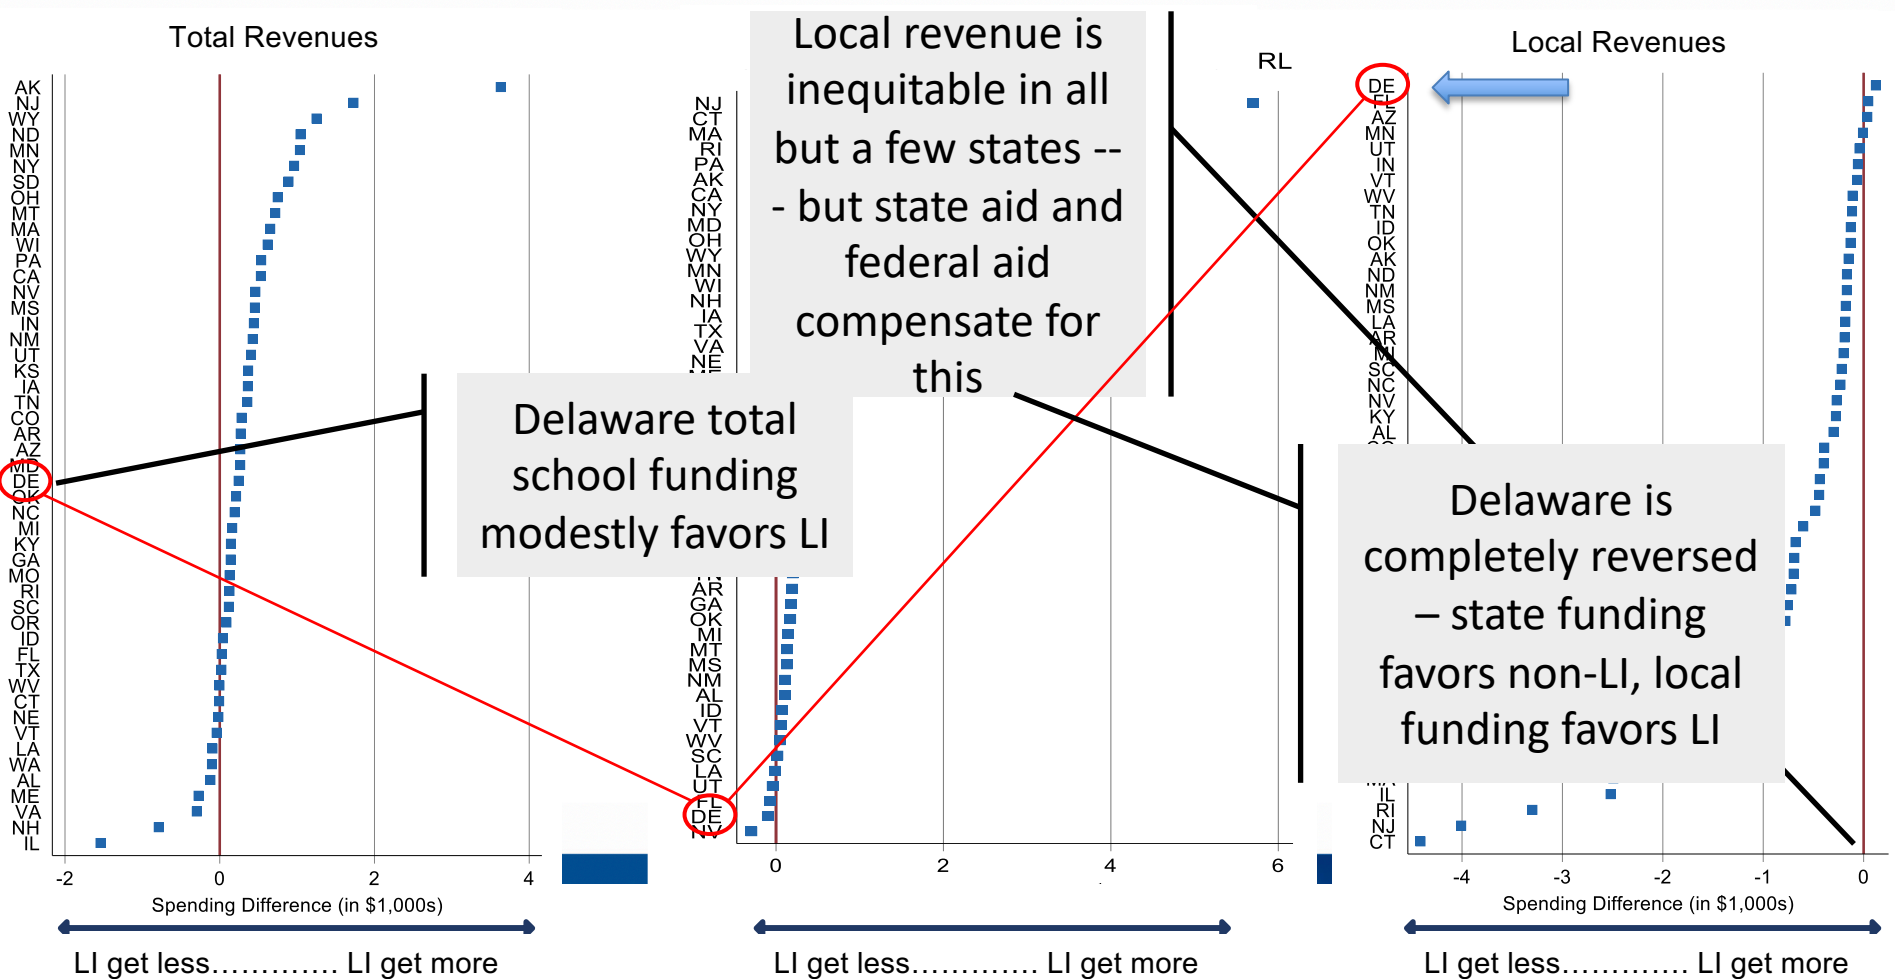 Total Revenues
AK
NJ
WY
ND
MN
NY
SD
OH
MT
MA
WI
PA
CA
NV
MS
IN
NM
UT
KS
IA
TN
CO
AR
AZ
MD
DE
OK
NC
MI
KY
GA
MO
RI
SC
OR
ID
FL
TX
WV
CT
NE
VT
LA
WA
AL
ME
VA
NH
IL
-2
0
2
4
Spending Difference (in $1,000s)
LI get less…………. LI get more
Delaware total
school funding
modestly favors LI
Local revenue is
inequitable in all
but a few states --
- but state aid and
federal aid
compensate for
this
RL
NJ
CT
MA
RI
PA
AK
CA
NY
MD
OH
WY
MN
WI
NH
IA
TX
VA
NE
AR
GA
OK
MI
MT
MS
NM
AL
ID
VT
WV
SC
LA
UT
FL
DE
NV
0
2
4
6
LI get less…………. LI get more
Local Revenues
DE
FL
AZ
MN
UT
IN
VT
WV
TN
ID
OK
AK
ND
NM
MS
LA
AR
MI
SC
NC
NV
KY
AL
Delaware is
completely reversed
– state funding
favors non-LI, local
funding favors LI
IL
RI
NJ
CT
-4
-3
-2
-1
0
Spending Difference (in $1,000s)
LI get less…………. LI get more